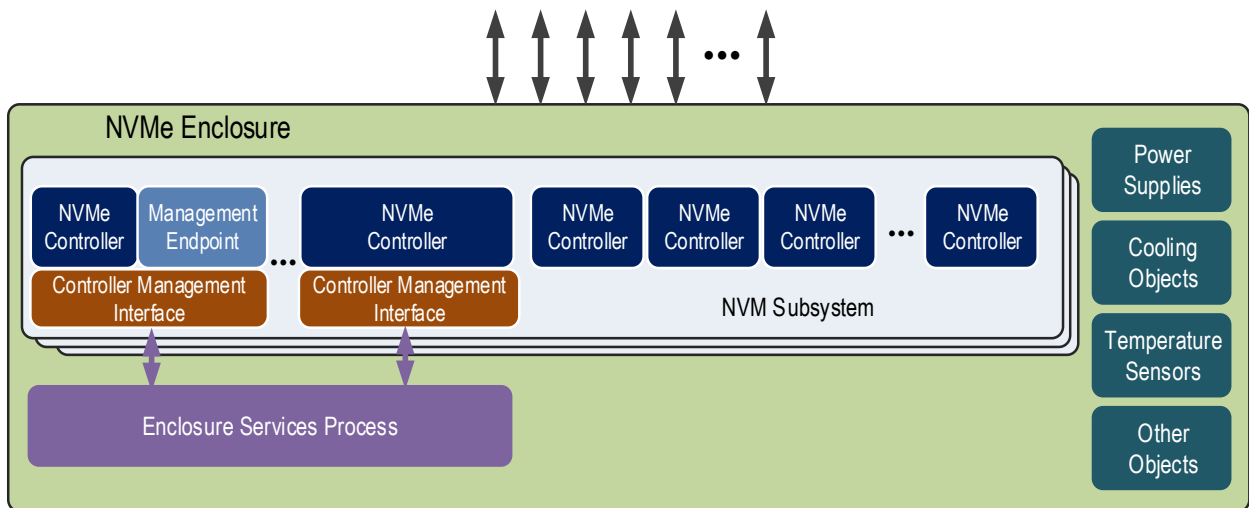 ...
NVMe Enclosure
NVMe
Controller
Management
Endpoint
...
NVMe
Controller
NVMe
Controller
NVMe
Controller
NVMe
Controller
...
NVMe
Controller
Controller Management
Interface
Controller Management
Interface
NVM Subsystem
Enclosure Services Process
Power
Supplies
Cooling
Objects
Temperature
Sensors
Other
Objects